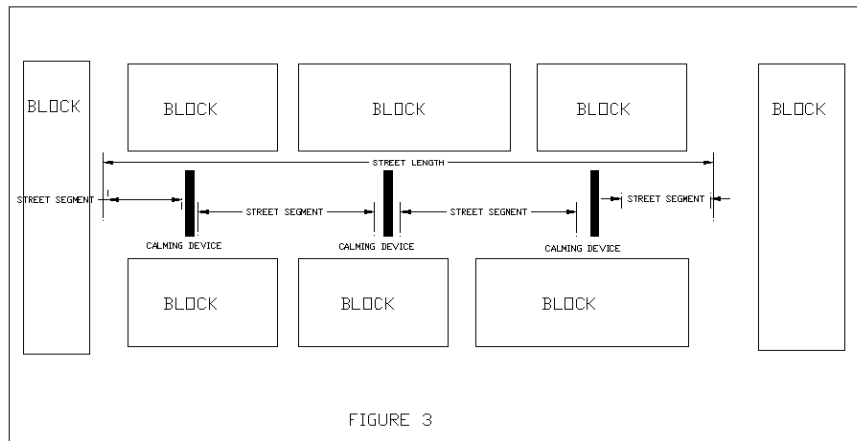 BLOCK
BLOCK
BLOCK
BLOCK
BLOCK
STREET LENGTH
STREET SEGMENT
STREET SEGMENT
STREET SEGMENT
STREET SEGMENT
CALMING DEVICE
CALMING DEVICE
CALMING DEVICE
BLOCK
BLOCK
BLOCK
FIGURE 3